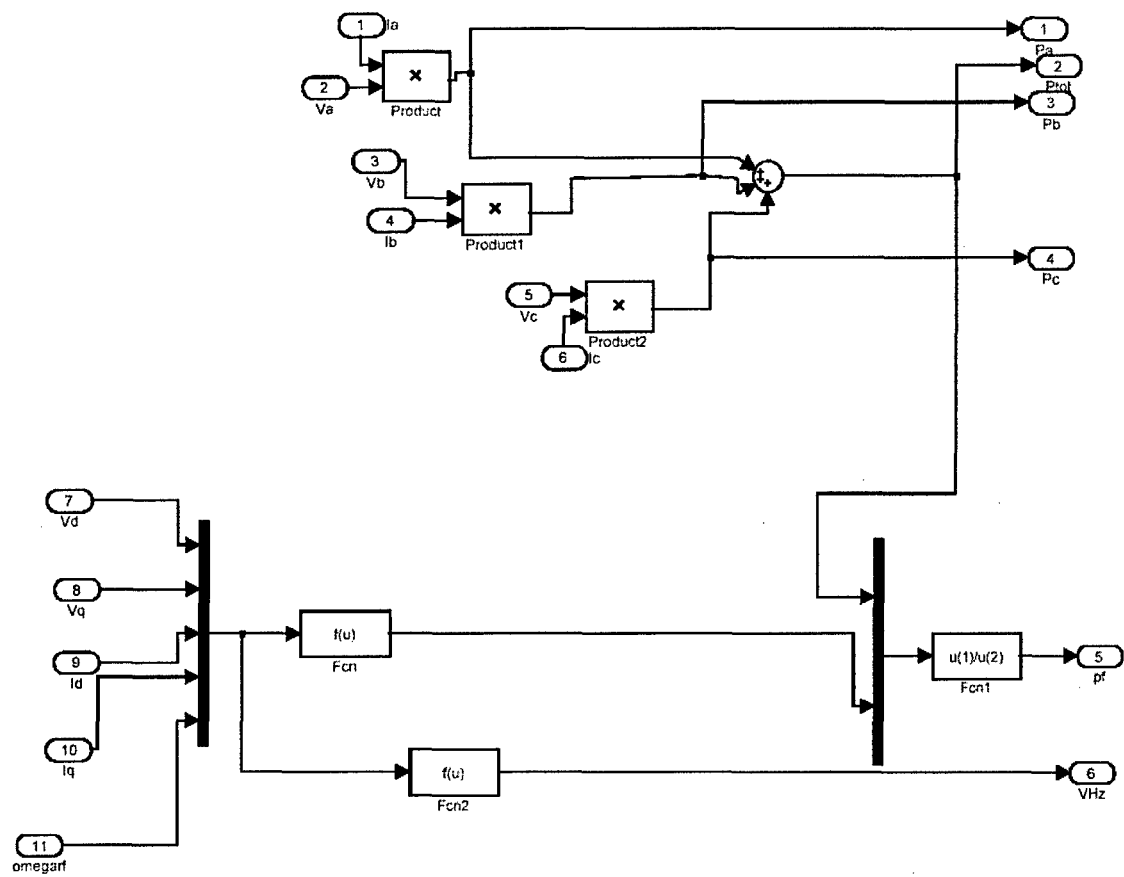 1 Ia
1
Pa
2
Va
×
Product
2
Ptot
3
Pb
3
Vb
4
Ib
×
Product1
4
Pc
5
Vc
×
Product2
6 Ic
7
Vd
8
Vq
9
Id
10
Iq
11
omegarf
f(u)
Fcn
u(1)/u(2)
Fcn1
5
pf
f(u)
Fcn2
6
VHz